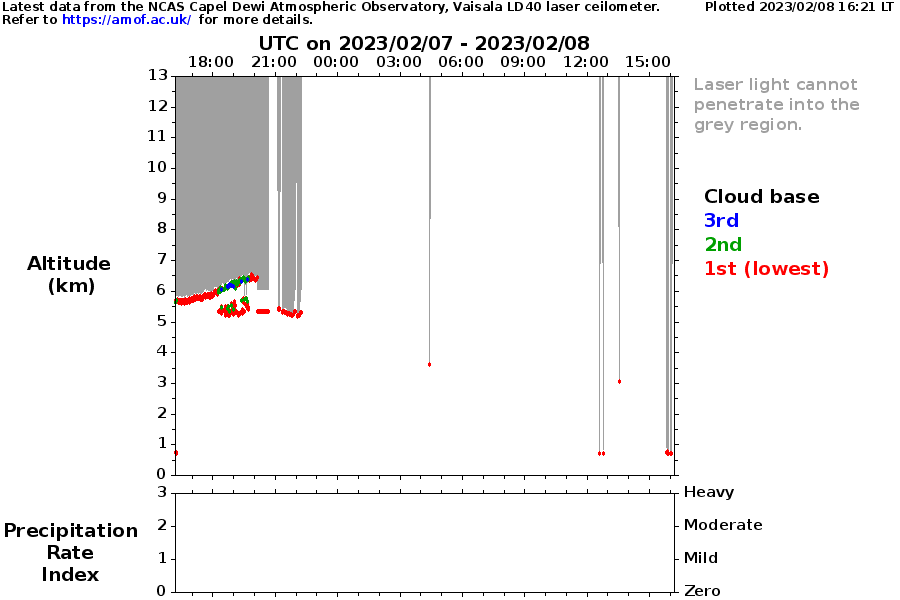 Latest data from the NCAS Capel Dewi Atmospheric Observatory, Vaisala LD40 laser ceilometer. Plotted 2023/02/08 16:21 LT
Refer to https://amof.ac.uk/ for more details.
UTC on 2023/02/07 - 2023/02/08
18:00 21:00 00:00 03:00 06:00 09:00 12:00 15:00
13
12
11
10
9
8
7
6
5
4
3
2
1
0
Altitude
(km)
Laser light cannot
penetrate into the
grey region.
Cloud base
3rd
2nd
1st (lowest)
3 Heavy
2 Moderate
1 Mild
0 Zero
Precipitation
Rate
Index